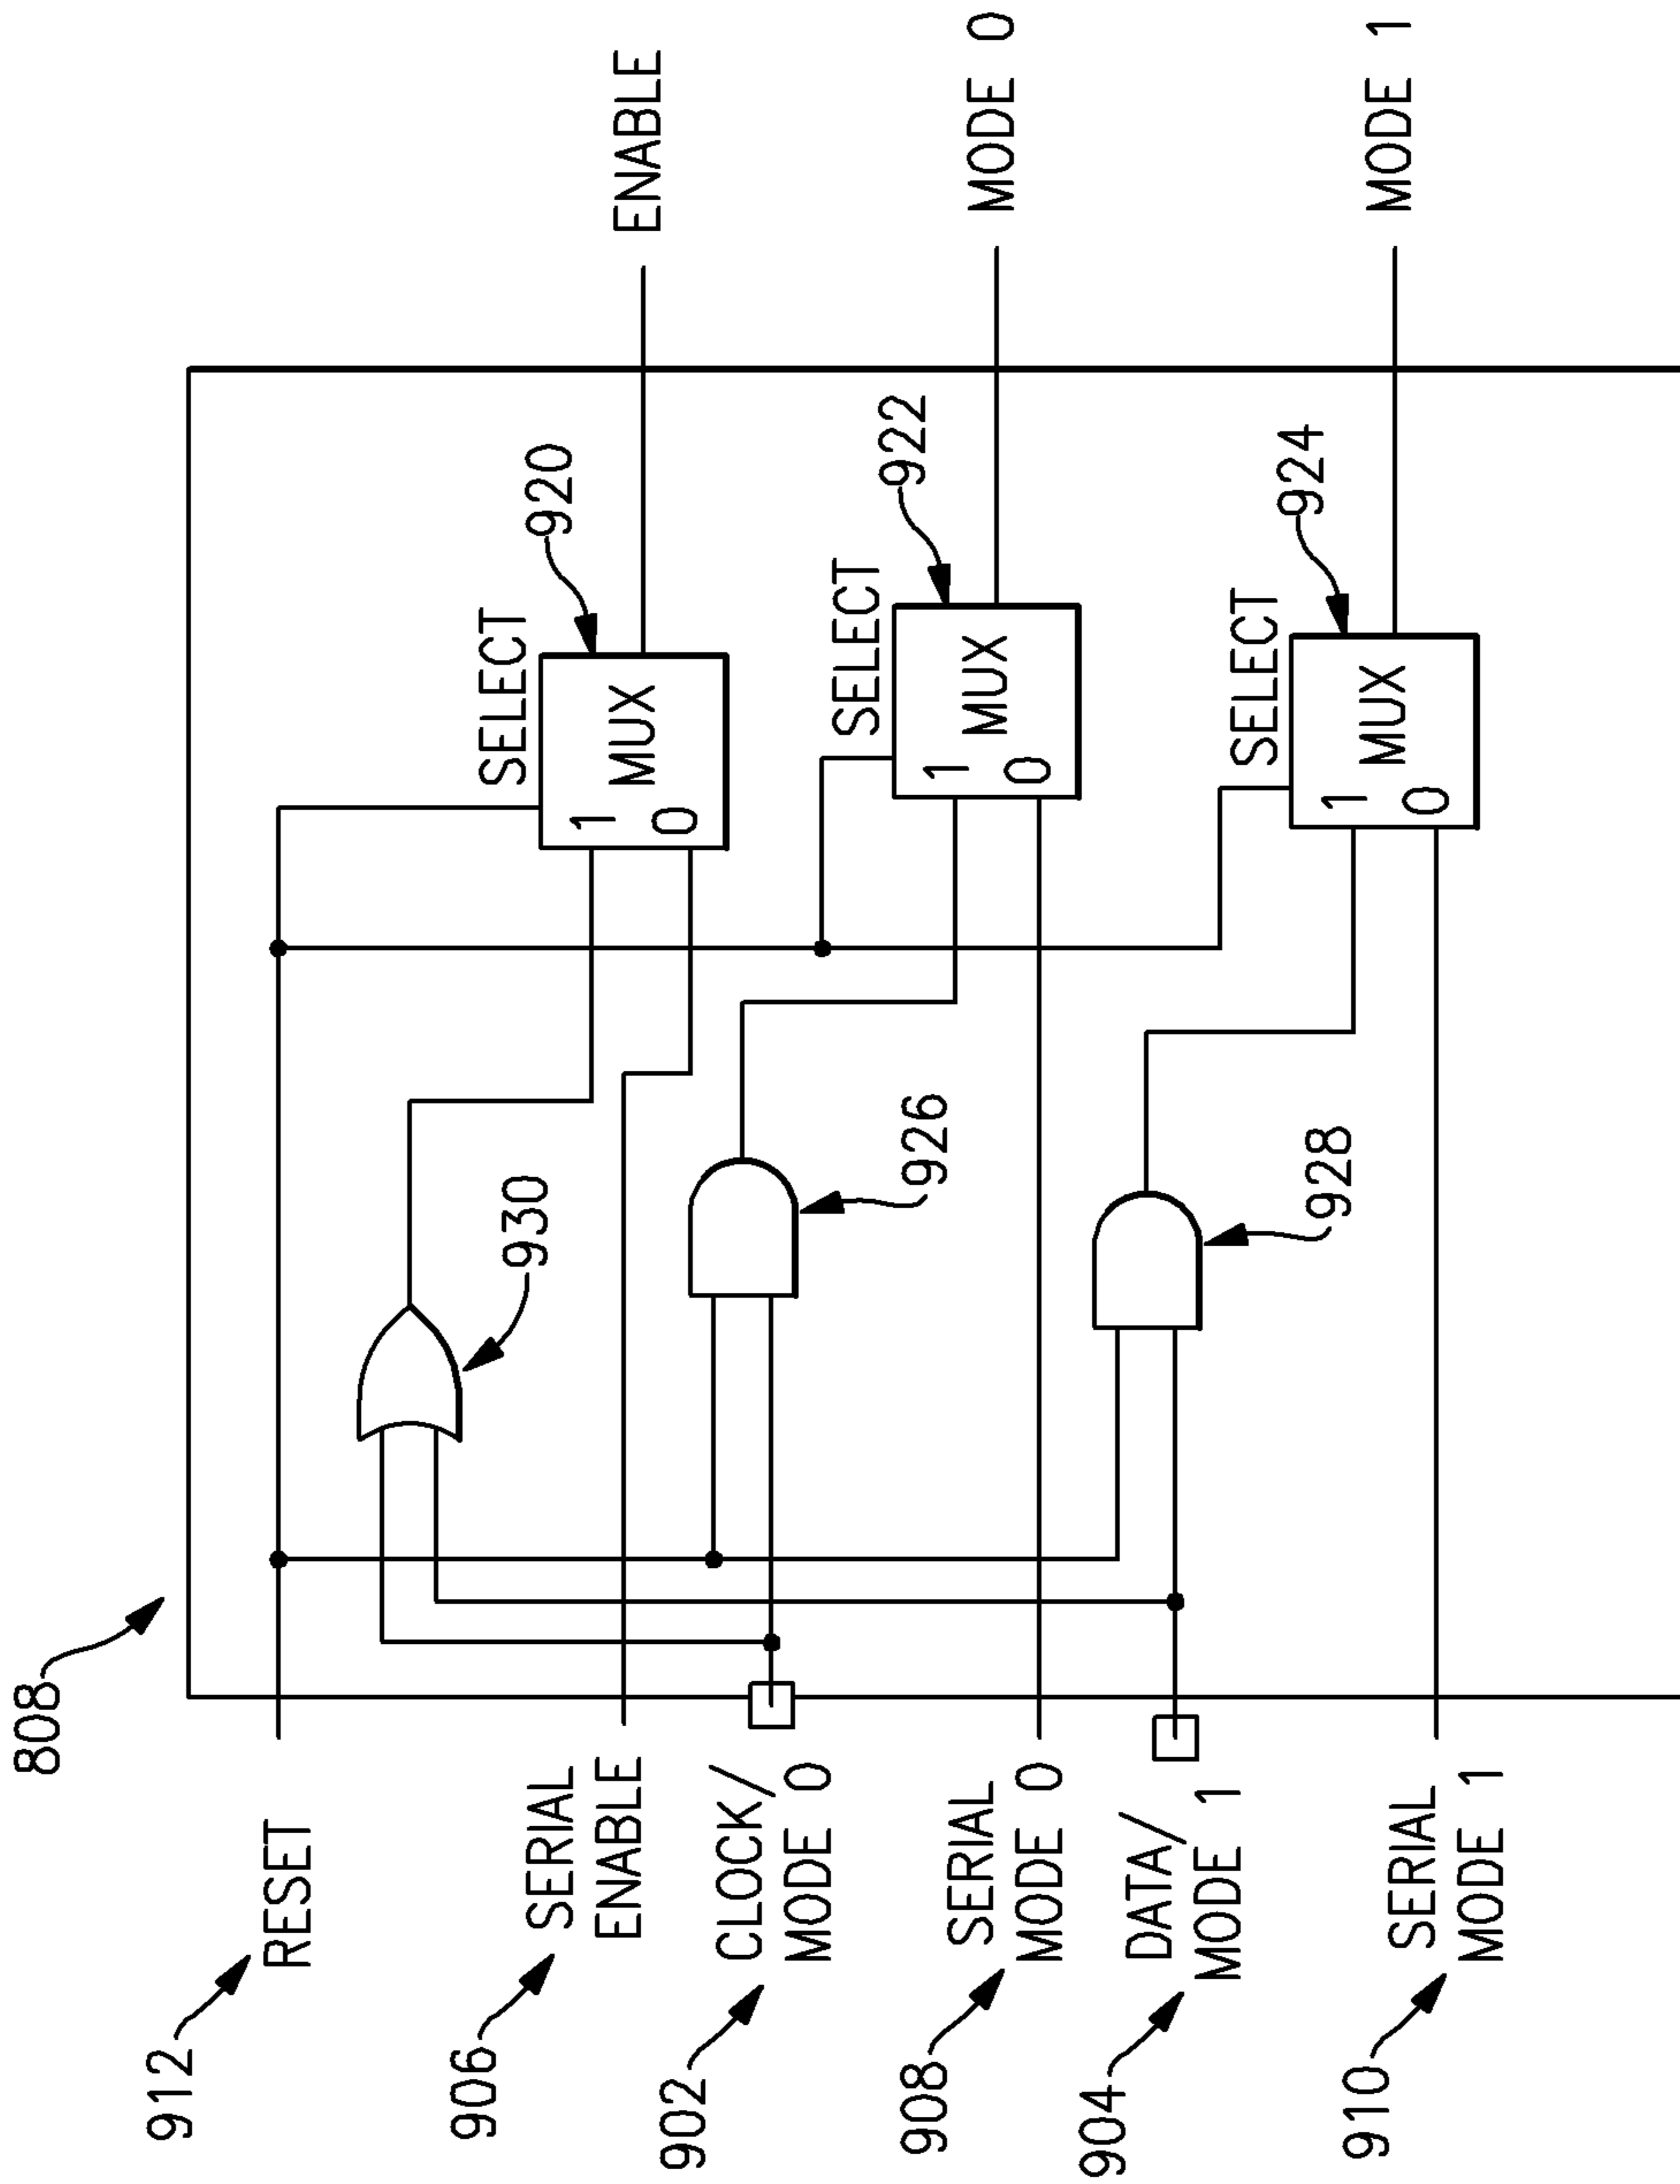 808
912
RESET
906
SERIAL
ENABLE
902
CLOCK/
MODE 0
908
SERIAL
MODE 0
904
DATA/
MODE 1
910
SERIAL
MODE 1
930
926
928
SELECT
920
1
MUX
0
SELECT
922
1
MUX
0
SELECT
924
1
MUX
0
ENABLE
MODE 0
MODE 1